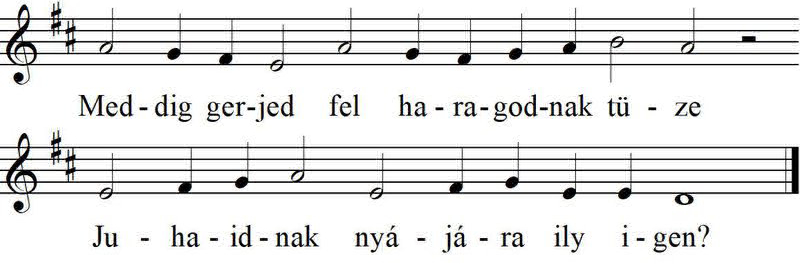 Med - dig ger - jed fel ha - ra - god - nak tü - ze
Ju - ha - id - nak nyá - já - ra ily i - gen?